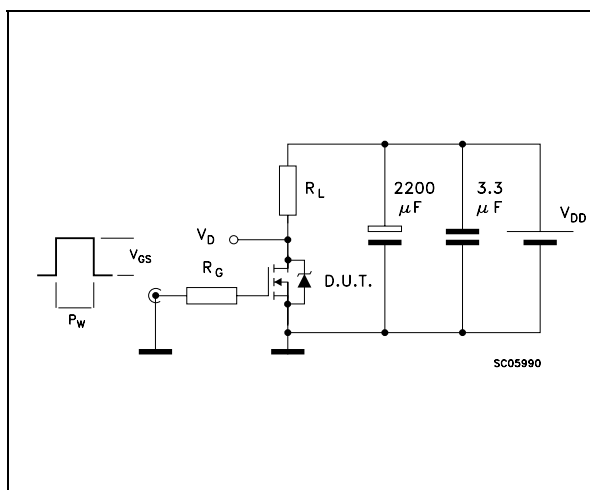 R_L
2200 µF
3.3 µF
V_DD
V_D
V_GS
R_G
D.U.T.
P_W
SC05990